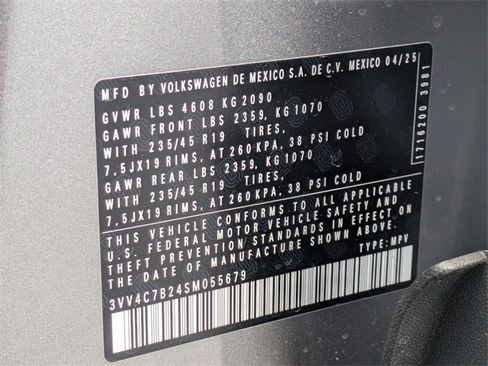 MFD BY VOLKSWAGEN DE MEXICO S.A. DE C.V. MEXICO 04/25
GVWR LBS 4608 KG 2090
GAWR FRONT LBS 2359, KG 1070
WITH 235/45 R19 TIRES,
7,5JX19 RIMS, AT 260 KPA, 38 PSI COLD
GAWR REAR LBS 2359, KG 1070
WITH 235/45 R19 TIRES,
7,5JX19 RIMS, AT 260 KPA, 38 PSI COLD
THIS VEHICLE CONFORMS TO ALL APPLICABLE
U.S. FEDERAL MOTOR VEHICLE SAFETY AND
THEFT PREVENTION STANDARDS IN EFFECT ON
THE DATE OF MANUFACTURE SHOWN ABOVE.
3VV4C7B24SM055679 TYPE: MPV
1716200 3981